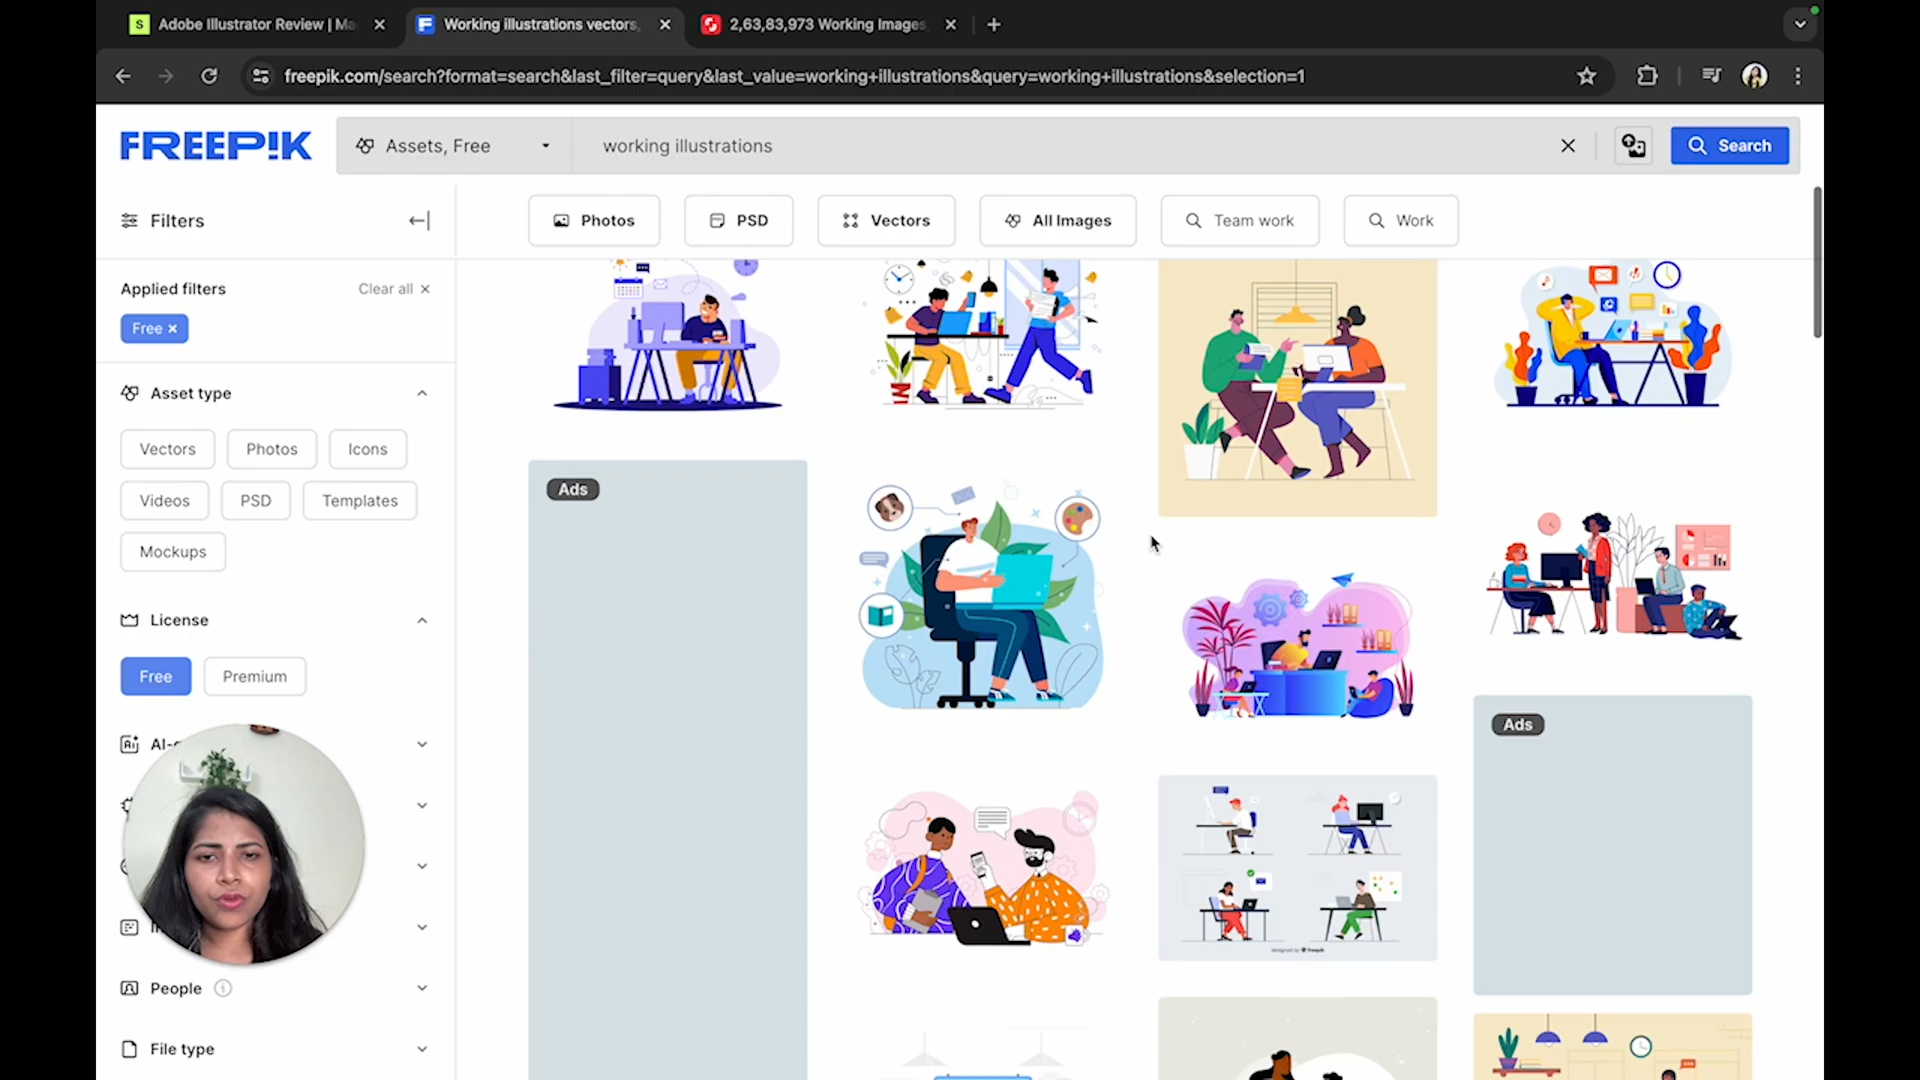 Adobe Illustrator Review | Ma
Working illustrations vectors,
2,63,83,973 Working Images,
freepik.com/search?format=search&last_filter=query&last_value=working+illustrations&query=working+illustrations&selection=1
FREEP!K
Assets, Free
working illustrations
Search
Filters
Photos
PSD
Vectors
All Images
Team work
Work
Applied filters
Clear all
Free
Asset type
Vectors
Photos
Icons
Videos
PSD
Templates
Mockups
License
Free
Premium
People
File type
Ads
Ads
designed by freepik